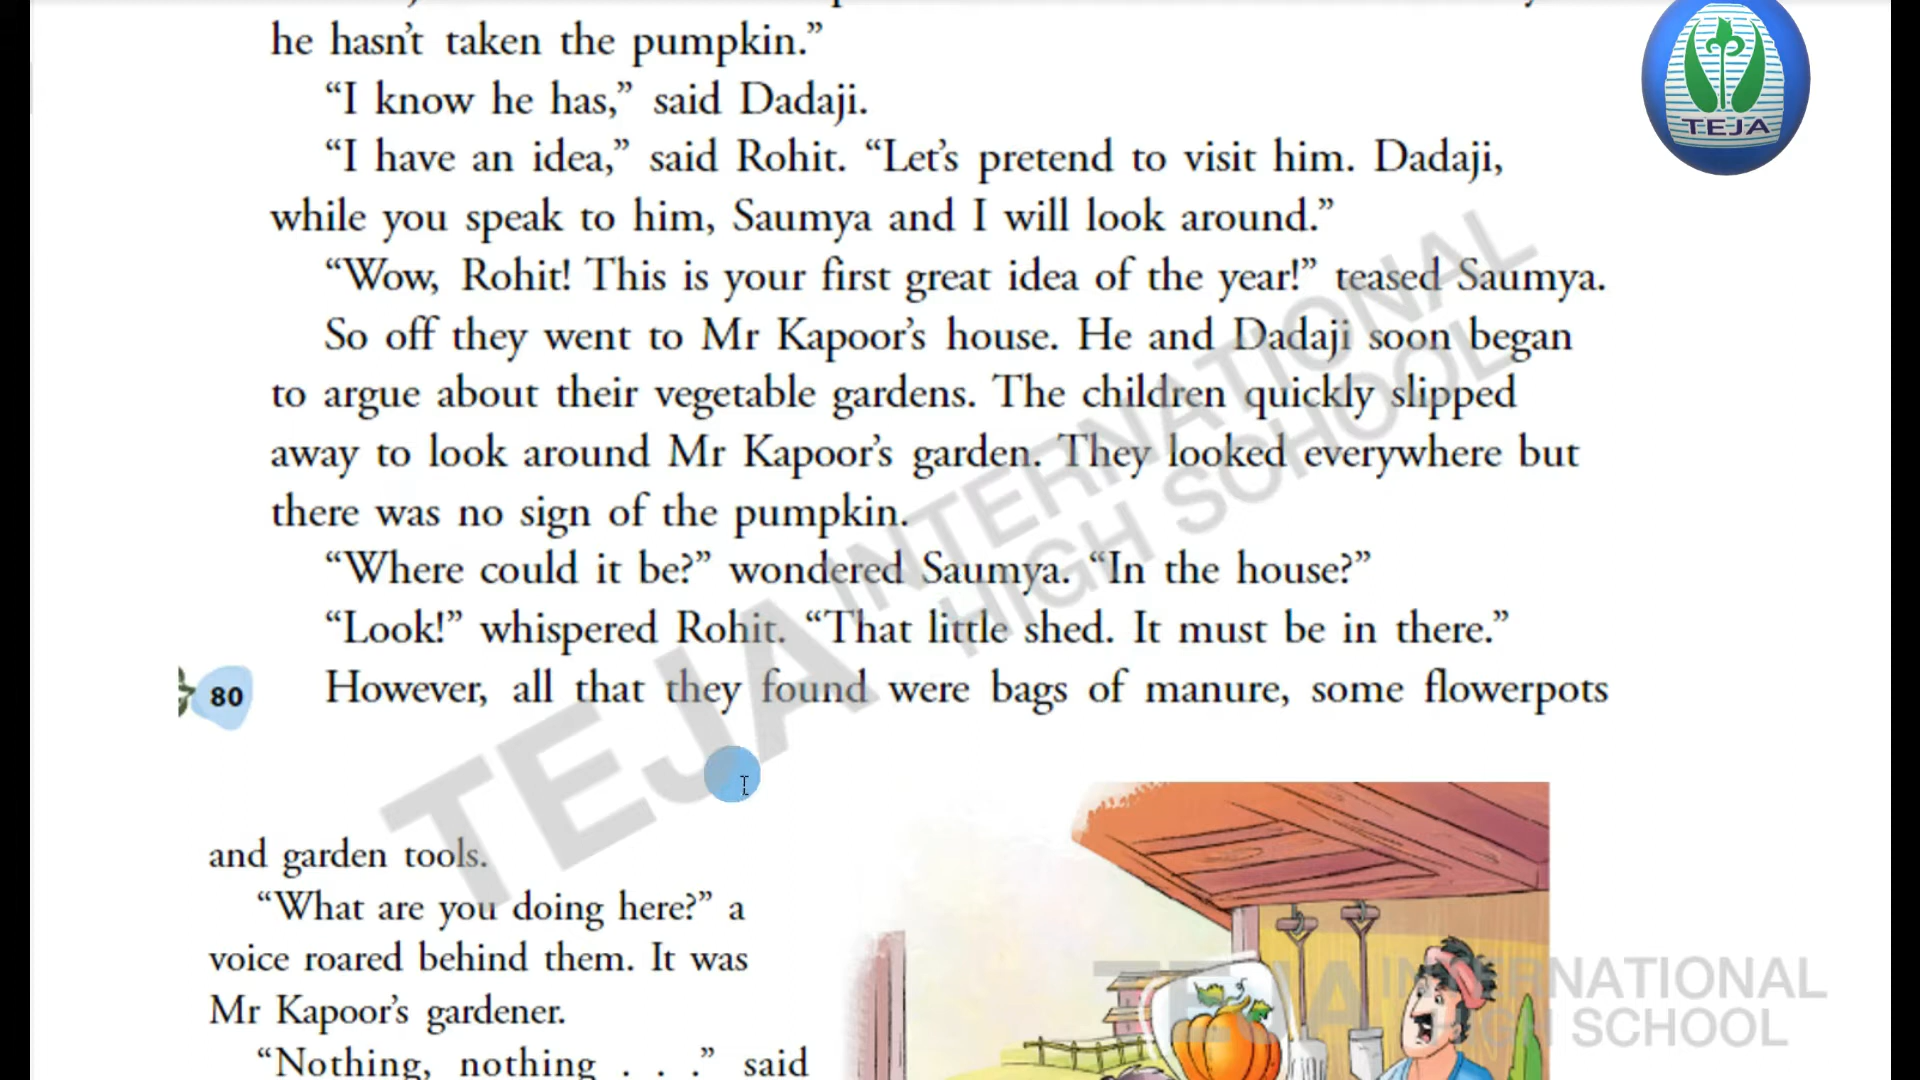 he hasn't taken the pumpkin.”
“I know he has,” said Dadaji.
“I have an idea,” said Rohit. “Let's pretend to visit him. Dadaji,
while you speak to him, Saumya and I will look around.”
“Wow, Rohit! This is your first great idea of the year!” teased Saumya.
So off they went to Mr Kapoor's house. He and Dadaji soon began
to argue about their vegetable gardens. The children quickly slipped
away to look around Mr Kapoor's garden. They looked everywhere but
there was no sign of the pumpkin.
“Where could it be?” wondered Saumya. “In the house?”
“Look!” whispered Rohit. “That little shed. It must be in there.”
However, all that they found were bags of manure, some flowerpots
80
and garden tools.
“What are you doing here?” a
voice roared behind them. It was
Mr Kapoor's gardener.
“Nothing, nothing . . .” said
TEJA
TEJA INTERNATIONAL
HIGH SCHOOL
TEJA INTERNATIONAL
HIGH SCHOOL